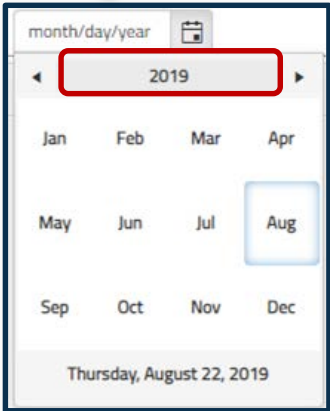 month/day/year
2019
Jan Feb Mar Apr
May Jun Jul Aug
Sep Oct Nov Dec
Thursday, August 22, 2019